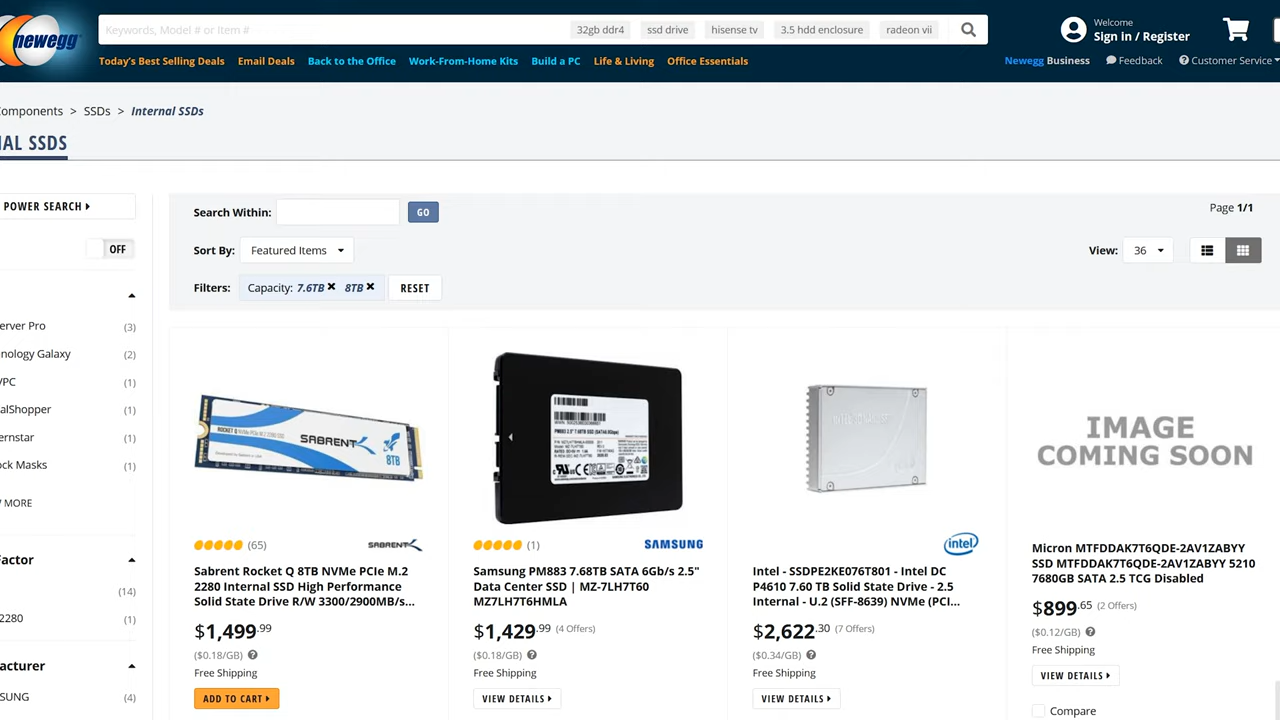 newegg
Keywords, Model # or Item #
32gb ddr4
ssd drive
hisense tv
3.5 hdd enclosure
radeon vii
Welcome
Sign in / Register
Today's Best Selling Deals
Email Deals
Back to the Office
Work-From-Home Kits
Build a PC
Life & Living
Office Essentials
Newegg Business
Feedback
Customer Service
omponents > SSDs > Internal SSDs
AL SSDS
POWER SEARCH
OFF
Search Within:
GO
Page 1/1
Sort By: Featured Items
View: 36
Filters: Capacity: 7.6TB 8TB RESET
erver Pro (3)
nology Galaxy (2)
PC (1)
alShopper (1)
ernstar (1)
ck Masks (1)
MORE
actor
(14)
2280 (1)
acturer
SUNG (4)
SABRENT
8TB
(65)
SABRENT
Sabrent Rocket Q 8TB NVMe PCIe M.2
2280 Internal SSD High Performance
Solid State Drive R/W 3300/2900MB/s...
$1,499.99
($0.18/GB)
Free Shipping
ADD TO CART
(1)
SAMSUNG
Samsung PM883 7.68TB SATA 6Gb/s 2.5"
Data Center SSD | MZ-7LH7T60
MZ7LH7T6HMLA
$1,429.99 (4 Offers)
($0.18/GB)
Free Shipping
VIEW DETAILS
intel
Intel - SSDPE2KE076T801 - Intel DC
P4610 7.60 TB Solid State Drive - 2.5
Internal - U.2 (SFF-8639) NVMe (PCI...
$2,622.30 (7 Offers)
($0.34/GB)
Free Shipping
VIEW DETAILS
IMAGE
COMING SOON
Micron MTFDDAK7T6QDE-2AV1ZABYY
SSD MTFDDAK7T6QDE-2AV1ZABYY 5210
7680GB SATA 2.5 TCG Disabled
$899.65 (2 Offers)
($0.12/GB)
Free Shipping
VIEW DETAILS
Compare